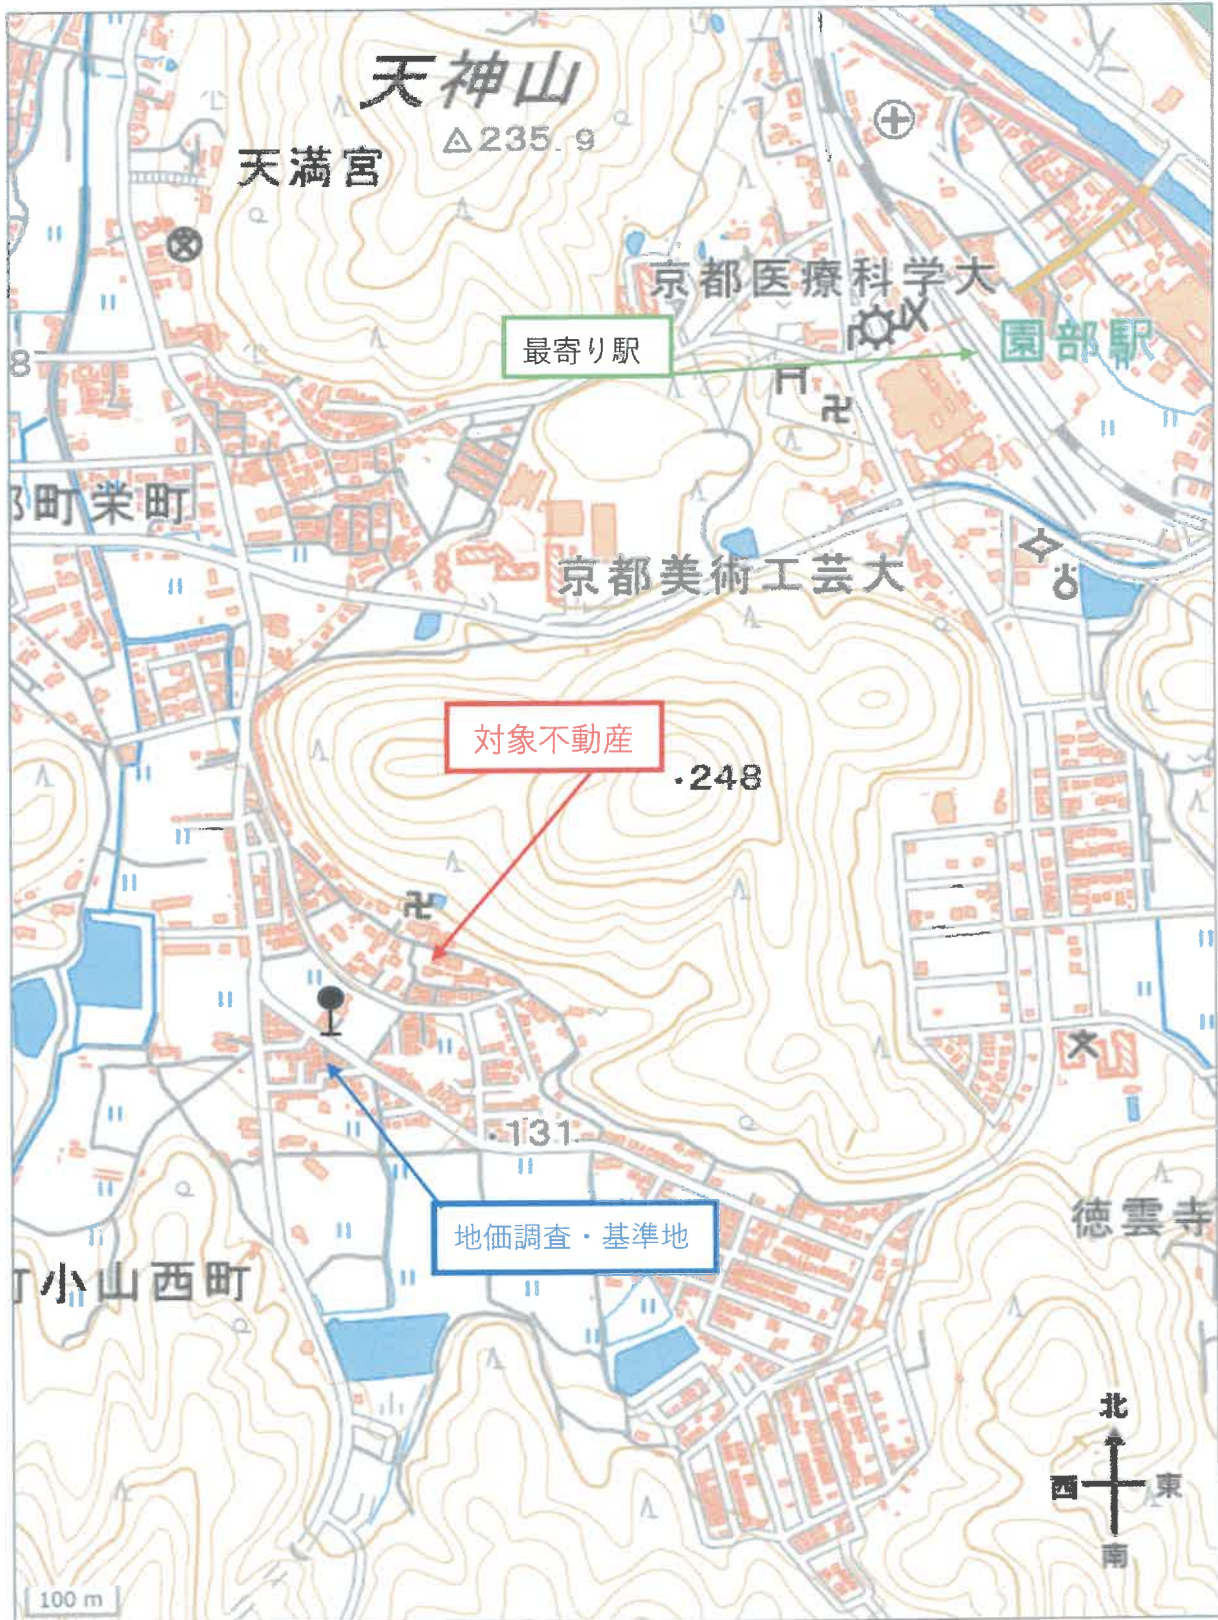 天神山
235.9
天満宮
京都医療科学大
最寄り駅
園部駅
8
町栄町
京都美術工芸大
対象不動産
・248
・131
地価調査・基準地
徳雲寺
町小山西町
北
西 東
南
100 m